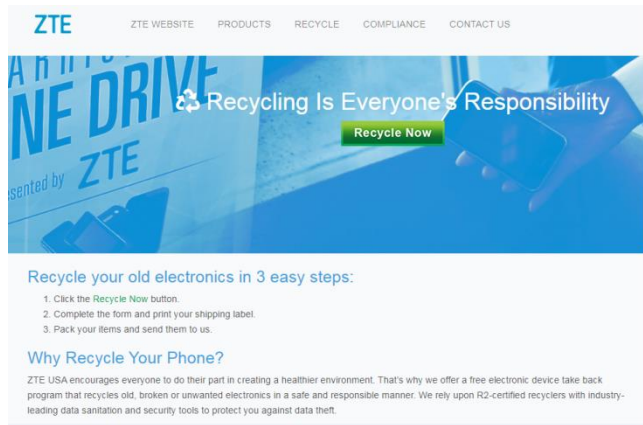 ZTE
ZTE WEBSITE PRODUCTS RECYCLE COMPLIANCE CONTACT US
NE DRIVE
presented by ZTE
Recycling Is Everyone's Responsibility
Recycle Now
Recycle your old electronics in 3 easy steps:
1. Click the Recycle Now button.
2. Complete the form and print your shipping label.
3. Pack your items and send them to us.
Why Recycle Your Phone?
ZTE USA encourages everyone to do their part in creating a healthier environment. That's why we offer a free electronic device take back
program that recycles old, broken or unwanted electronics in a safe and responsible manner. We rely upon R2-certified recyclers with industry-
leading data sanitation and security tools to protect you against data theft.